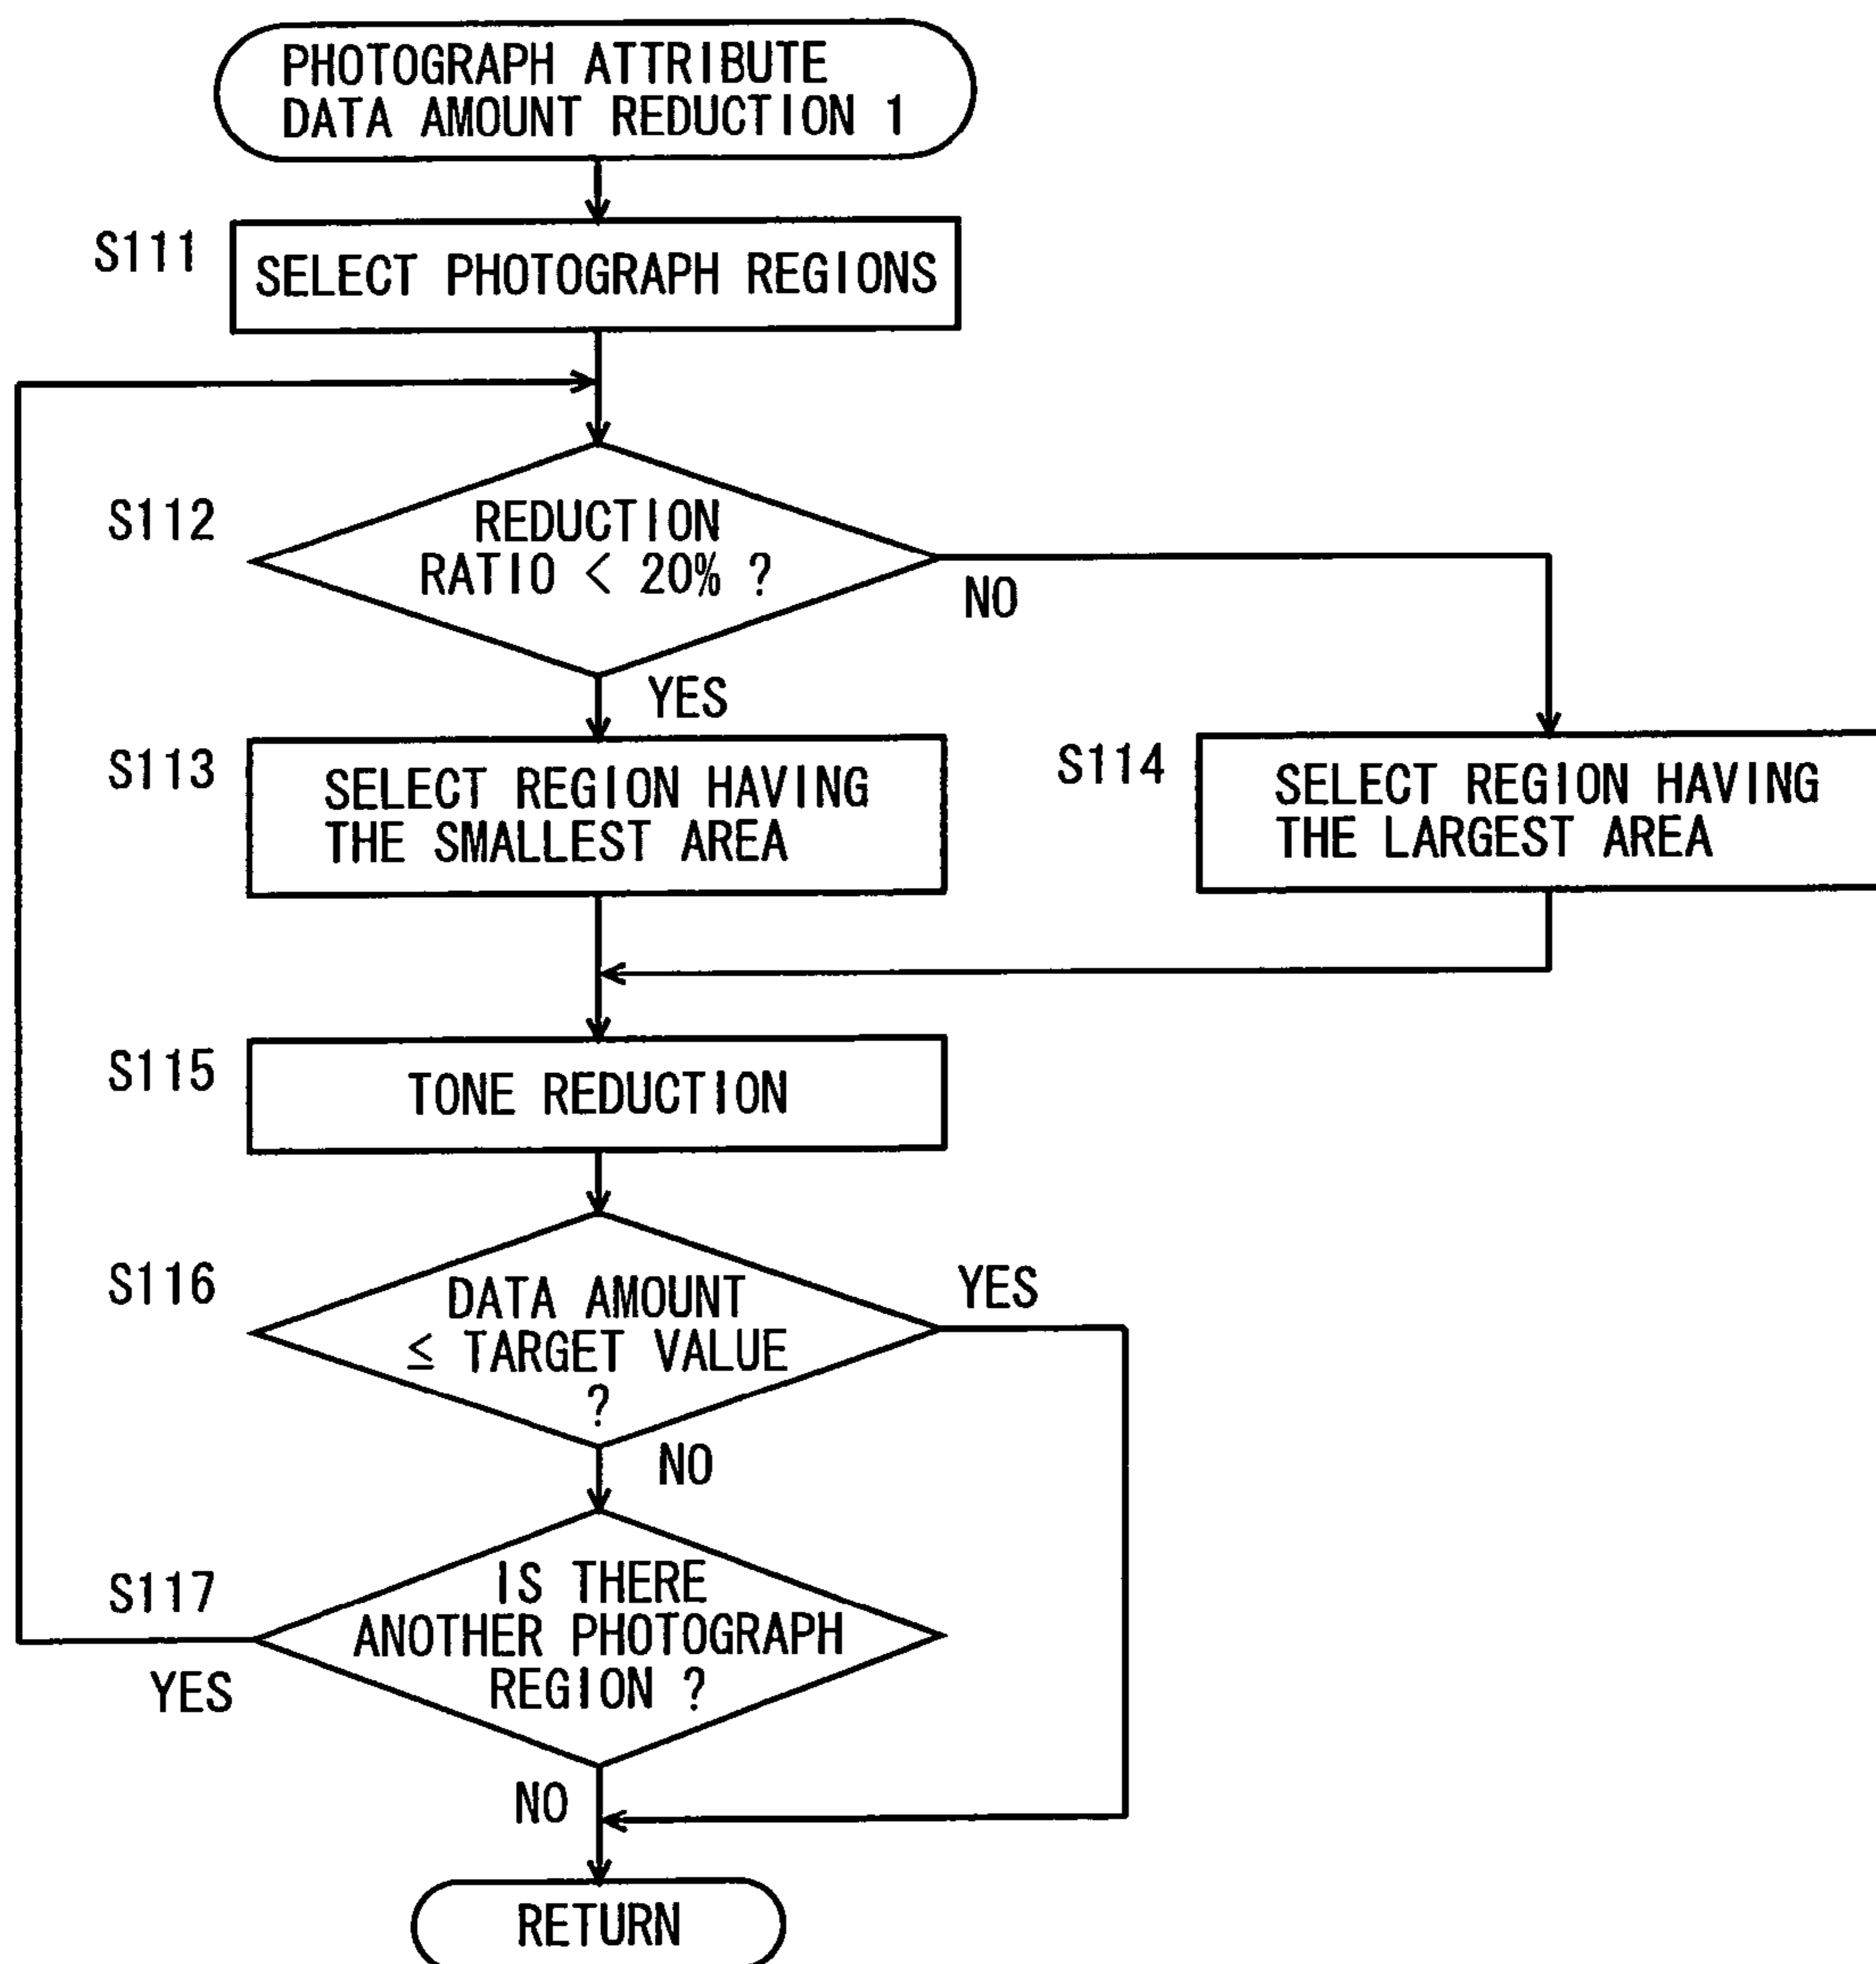 PHOTOGRAPH ATTRIBUTE
DATA AMOUNT REDUCTION 1
S111
SELECT PHOTOGRAPH REGIONS
S112
REDUCTION
RATIO < 20% ?
NO
YES
S113
SELECT REGION HAVING
THE SMALLEST AREA
S114
SELECT REGION HAVING
THE LARGEST AREA
S115
TONE REDUCTION
S116
DATA AMOUNT
≤ TARGET VALUE
?
YES
NO
S117
IS THERE
ANOTHER PHOTOGRAPH
REGION ?
YES
NO
RETURN